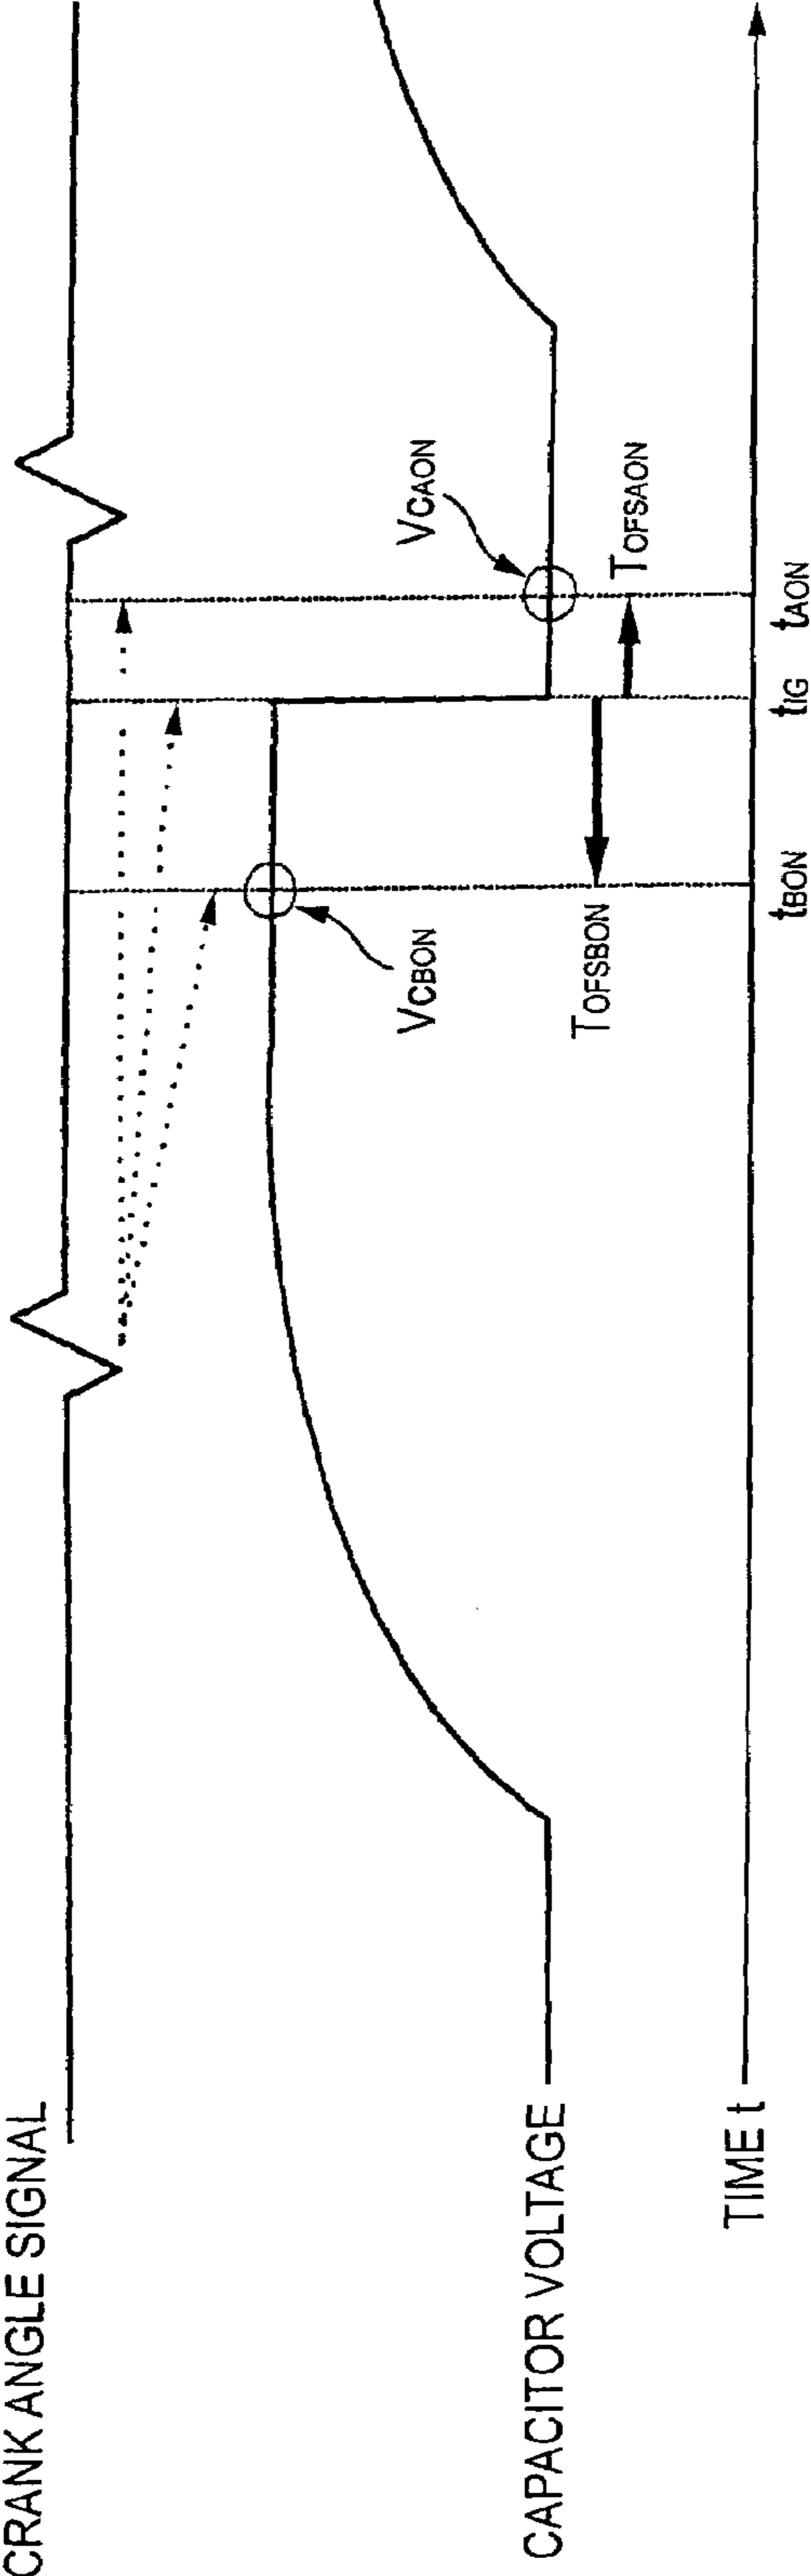 CRANK ANGLE SIGNAL
CAPACITOR VOLTAGE
VCBON
VCAON
TOFSBON
TOFSAON
TIME t
tBON
tIG
tAON